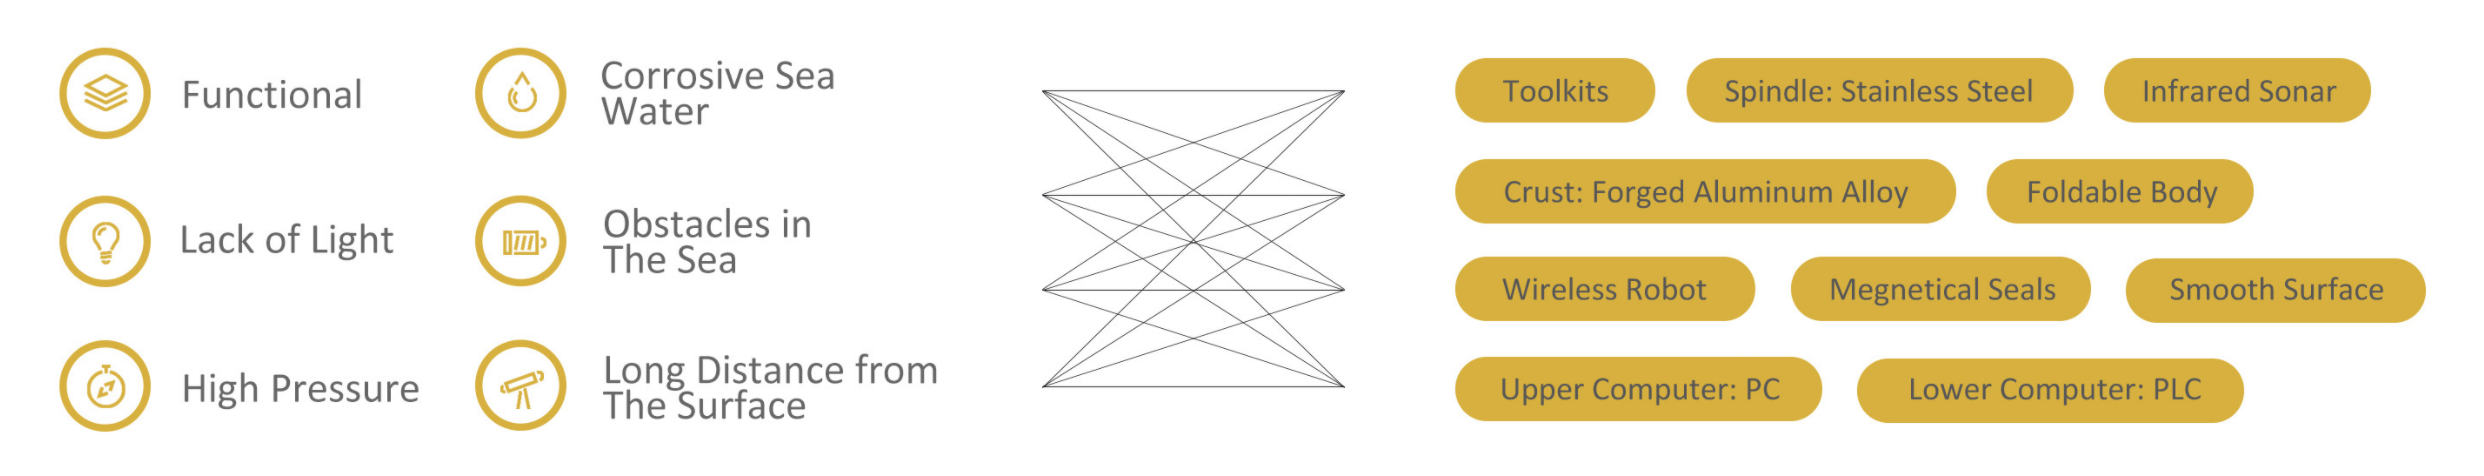 Functional
Corrosive Sea
Water
Lack of Light
Obstacles in
The Sea
High Pressure
Long Distance from
The Surface
Toolkits
Spindle: Stainless Steel
Infrared Sonar
Crust: Forged Aluminum Alloy
Foldable Body
Wireless Robot
Megnetical Seals
Smooth Surface
Upper Computer: PC
Lower Computer: PLC